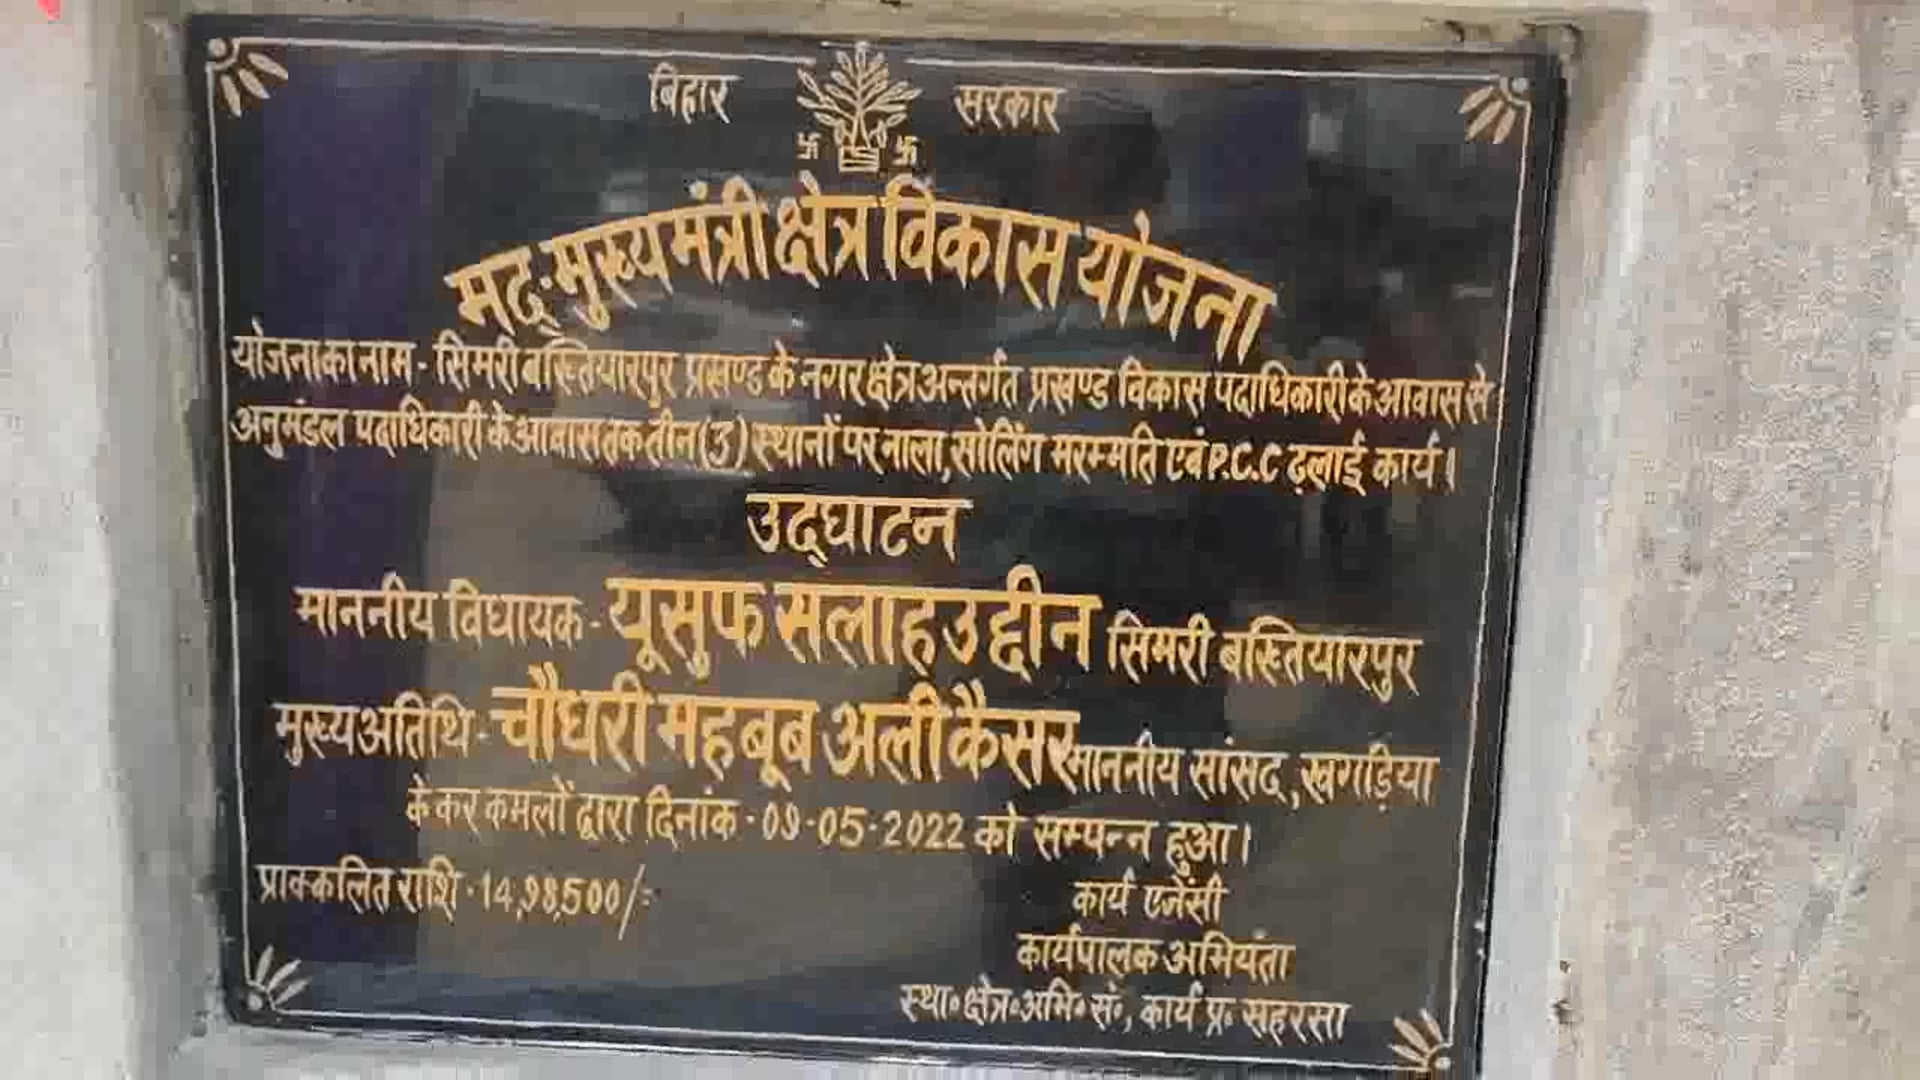 बिहार सरकार
मद्-मुख्यमंत्री क्षेत्र विकास योजना
योजना का नाम - सिमरी बख्तियारपुर प्रखण्ड के नगर क्षेत्र अन्तर्गत प्रखण्ड विकास पदाधिकारी के आवास से
अनुमंडल पदाधिकारी के आवास तक तीन (3) स्थानों पर नाला, सोलिंग मरम्मति एवं P.C.C ढ़लाई कार्य।
उद्घाटन
माननीय विधायक - यूसुफ सलाहउद्दीन सिमरी बख्तियारपुर
मुख्य अतिथि - चौधरी महबूब अली कैसर माननीय सांसद, खगड़िया
के कर कमलों द्वारा दिनांक - 09-05-2022 को सम्पन्न हुआ।
प्राक्कलित राशि - 14,98,500/=
कार्य एजेंसी
कार्यपालक अभियंता
स्था॰ क्षेत्र॰ अभि॰ सं॰, कार्य प्र॰ सहरसा